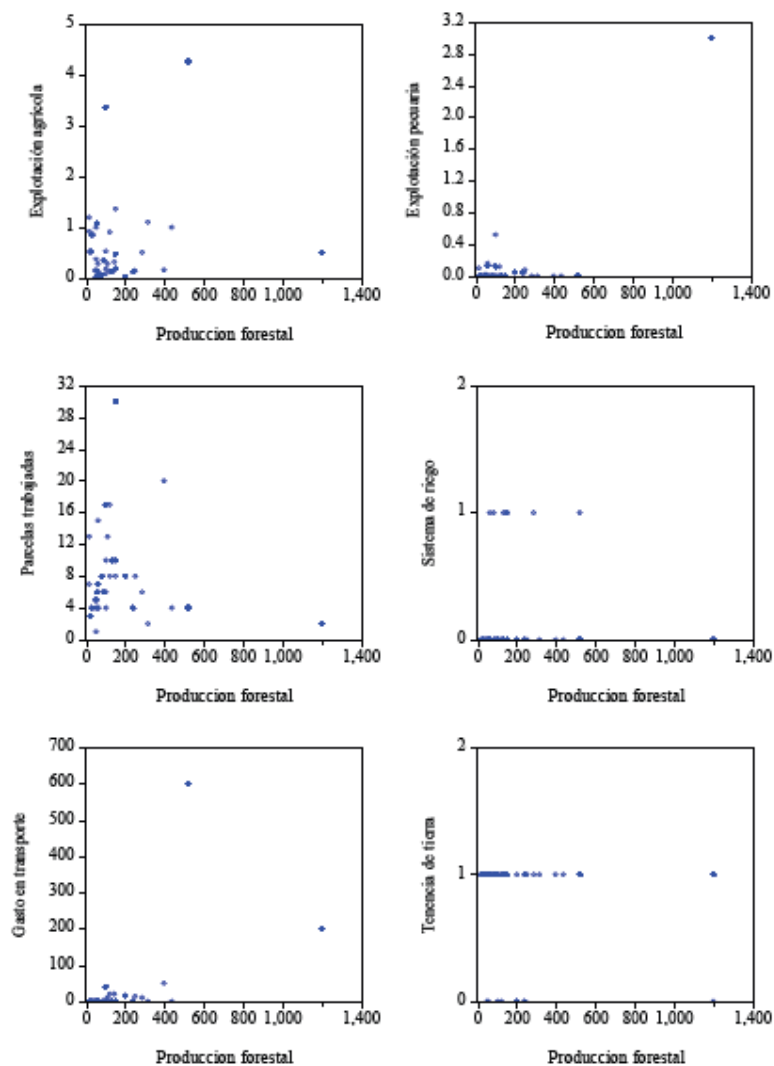 Explotación agrícola
5
4
3
2
1
0
0 200 400 600 800 1,000 1,400
Produccion forestal
Explotación pecuaria
3.2
2.8
2.4
2.0
1.6
1.2
0.8
0.4
0.0
0 200 400 600 800 1,000 1,400
Produccion forestal
Parcelas trabajadas
32
28
24
20
16
12
8
4
0
0 200 400 600 800 1,000 1,400
Produccion forestal
Sistema de riego
2
1
0
0 200 400 600 800 1,000 1,400
Produccion forestal
Gasto en transporte
700
600
500
400
300
200
100
0
0 200 400 600 800 1,000 1,400
Produccion forestal
Tenencia de tierra
2
1
0
0 200 400 600 800 1,000 1,400
Produccion forestal